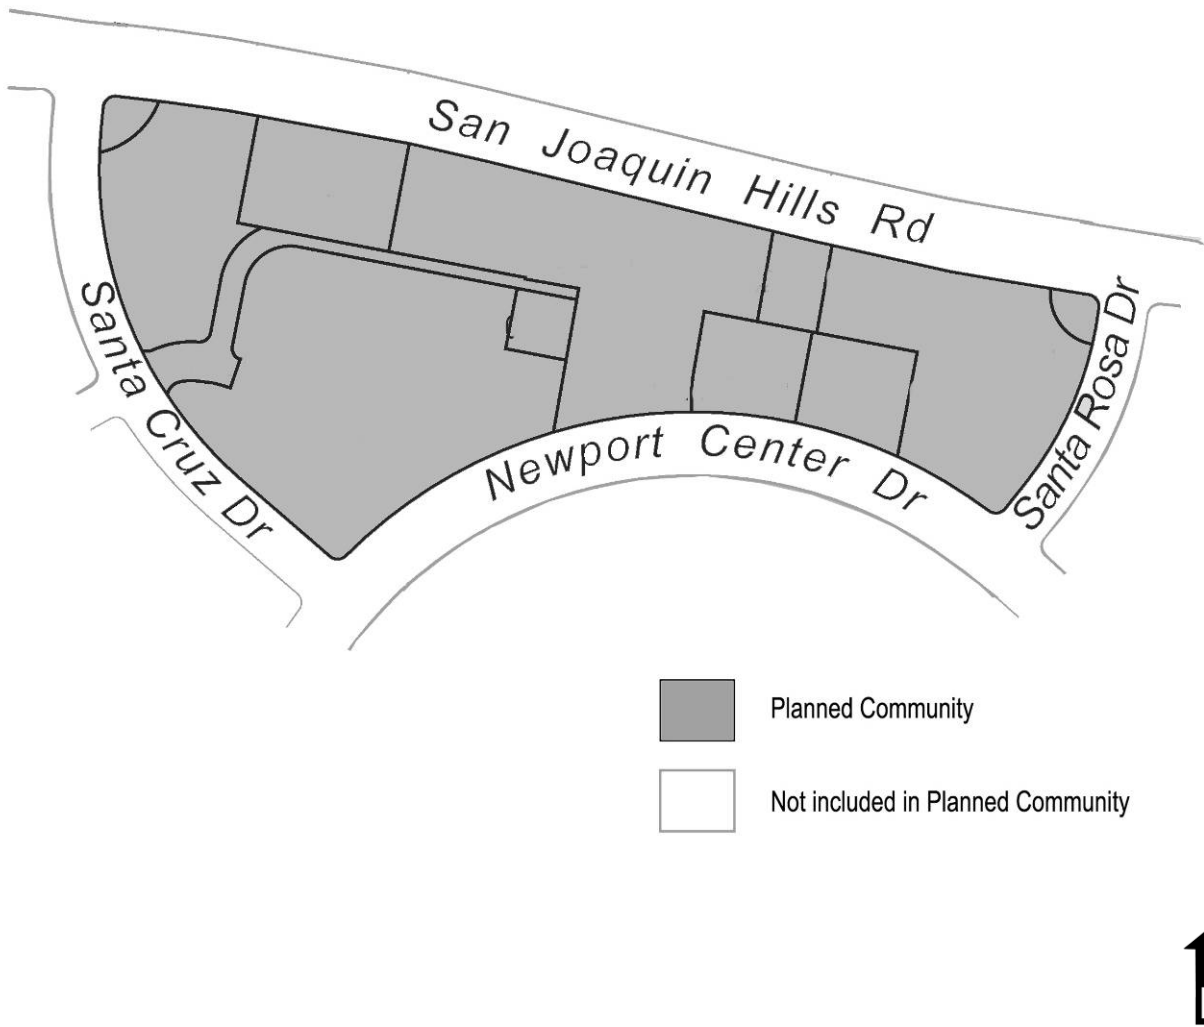 San Joaquin Hills Rd
Santa Cruz Dr
Newport Center Dr
Santa Rosa Dr
Planned Community
Not included in Planned Community